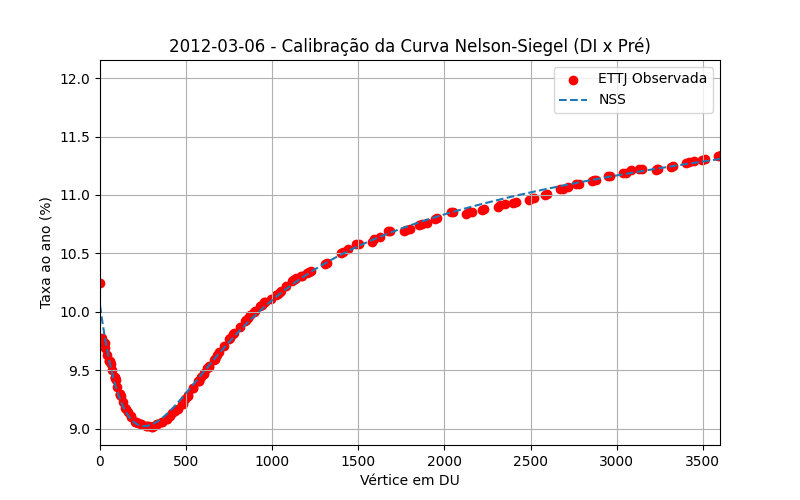 2012-03-06 - Calibração da Curva Nelson-Siegel (DI x Pré)
ETTJ Observada
NSS
Taxa ao ano (%)
12.0
11.5
11.0
10.5
10.0
9.5
9.0
0 500 1000 1500 2000 2500 3000 3500
Vértice em DU